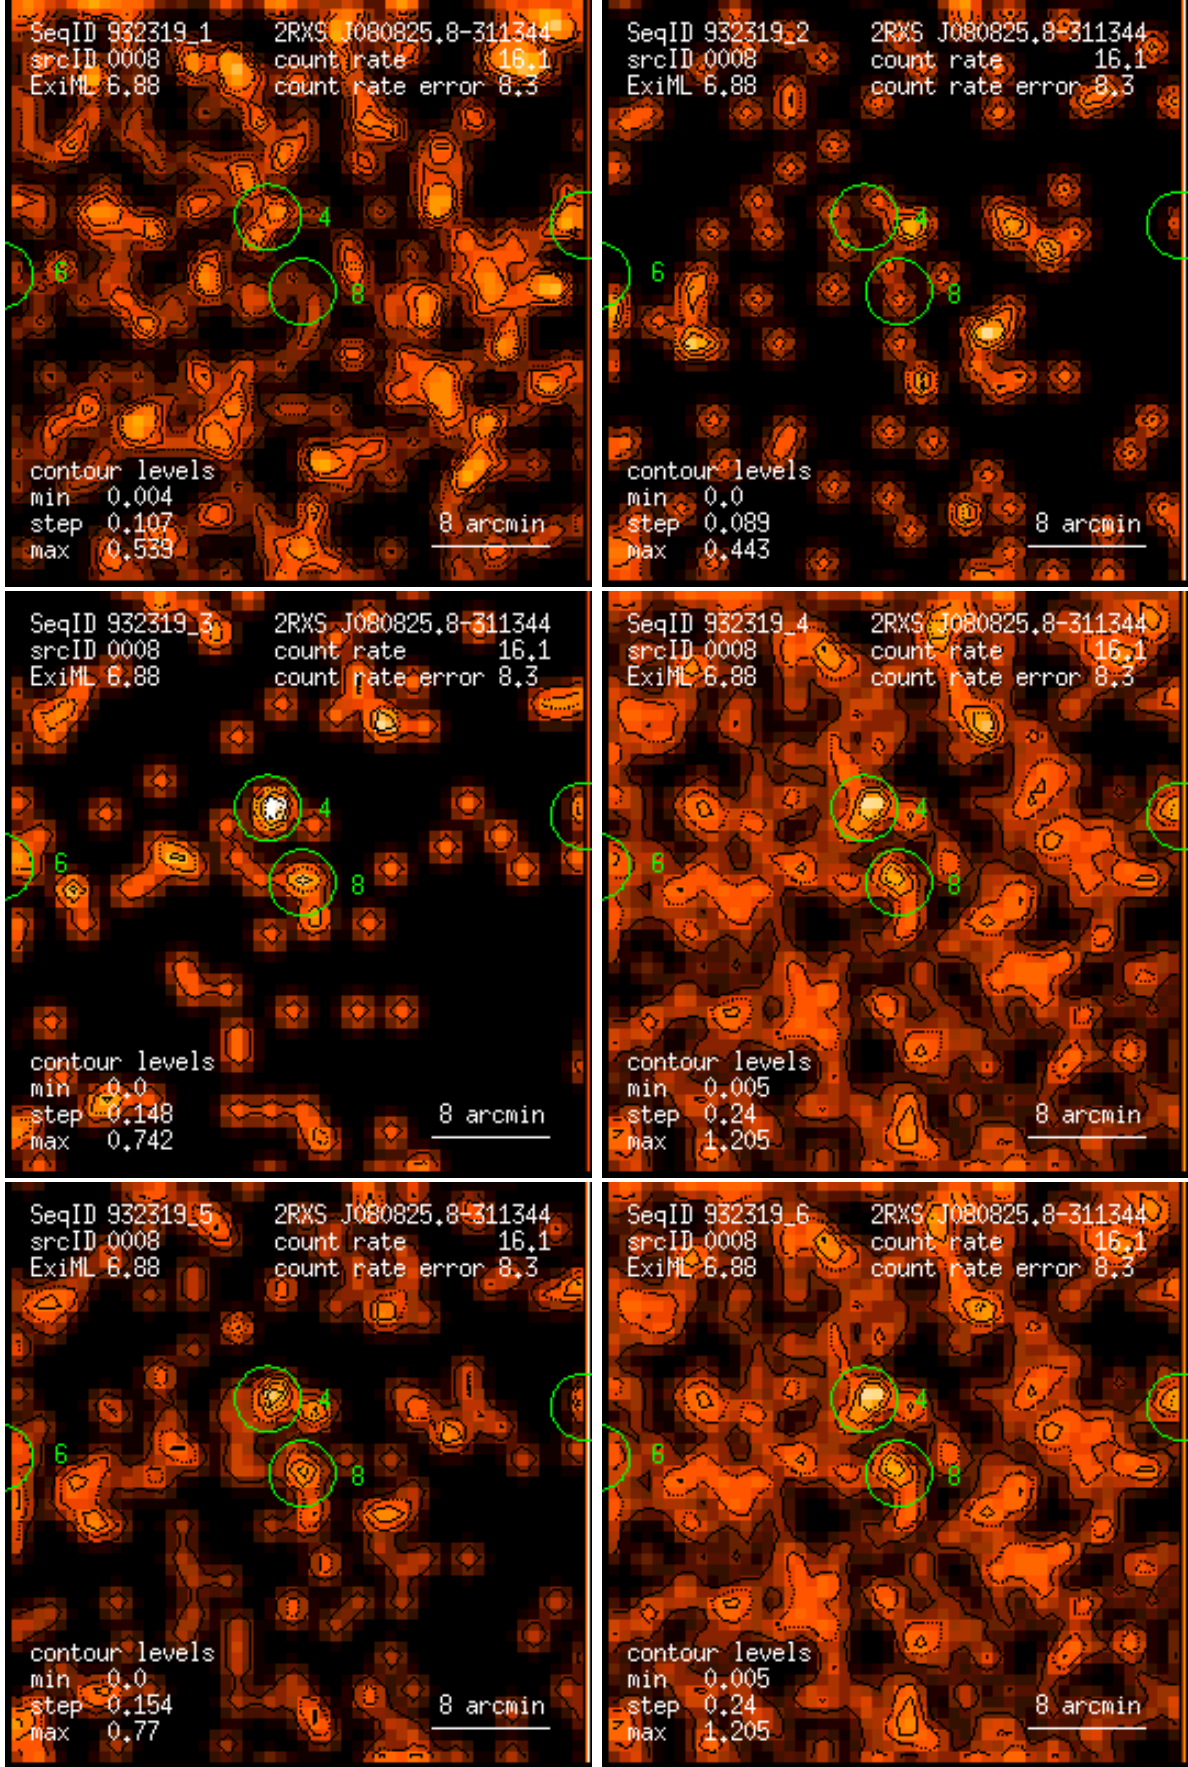 SeqID 932319_1 2RXS J080825.8-311344
srcID 0008 count rate 16.1
ExiML 6.88 count rate error 8.3
4
6
8
contour levels
min 0.004
step 0.107
max 0.539
8 arcmin
SeqID 932319_2 2RXS J080825.8-311344
srcID 0008 count rate 16.1
ExiML 6.88 count rate error 8.3
4
6
8
contour levels
min 0.0
step 0.089
max 0.443
8 arcmin
SeqID 932319_3 2RXS J080825.8-311344
srcID 0008 count rate 16.1
ExiML 6.88 count rate error 8.3
4
6
8
contour levels
min 0.0
step 0.148
max 0.742
8 arcmin
SeqID 932319_4 2RXS J080825.8-311344
srcID 0008 count rate 16.1
ExiML 6.88 count rate error 8.3
4
6
8
contour levels
min 0.005
step 0.24
max 1.205
8 arcmin
SeqID 932319_5 2RXS J080825.8-311344
srcID 0008 count rate 16.1
ExiML 6.88 count rate error 8.3
4
6
8
contour levels
min 0.0
step 0.154
max 0.77
8 arcmin
SeqID 932319_6 2RXS J080825.8-311344
srcID 0008 count rate 16.1
ExiML 6.88 count rate error 8.3
4
6
8
contour levels
min 0.005
step 0.24
max 1.205
8 arcmin